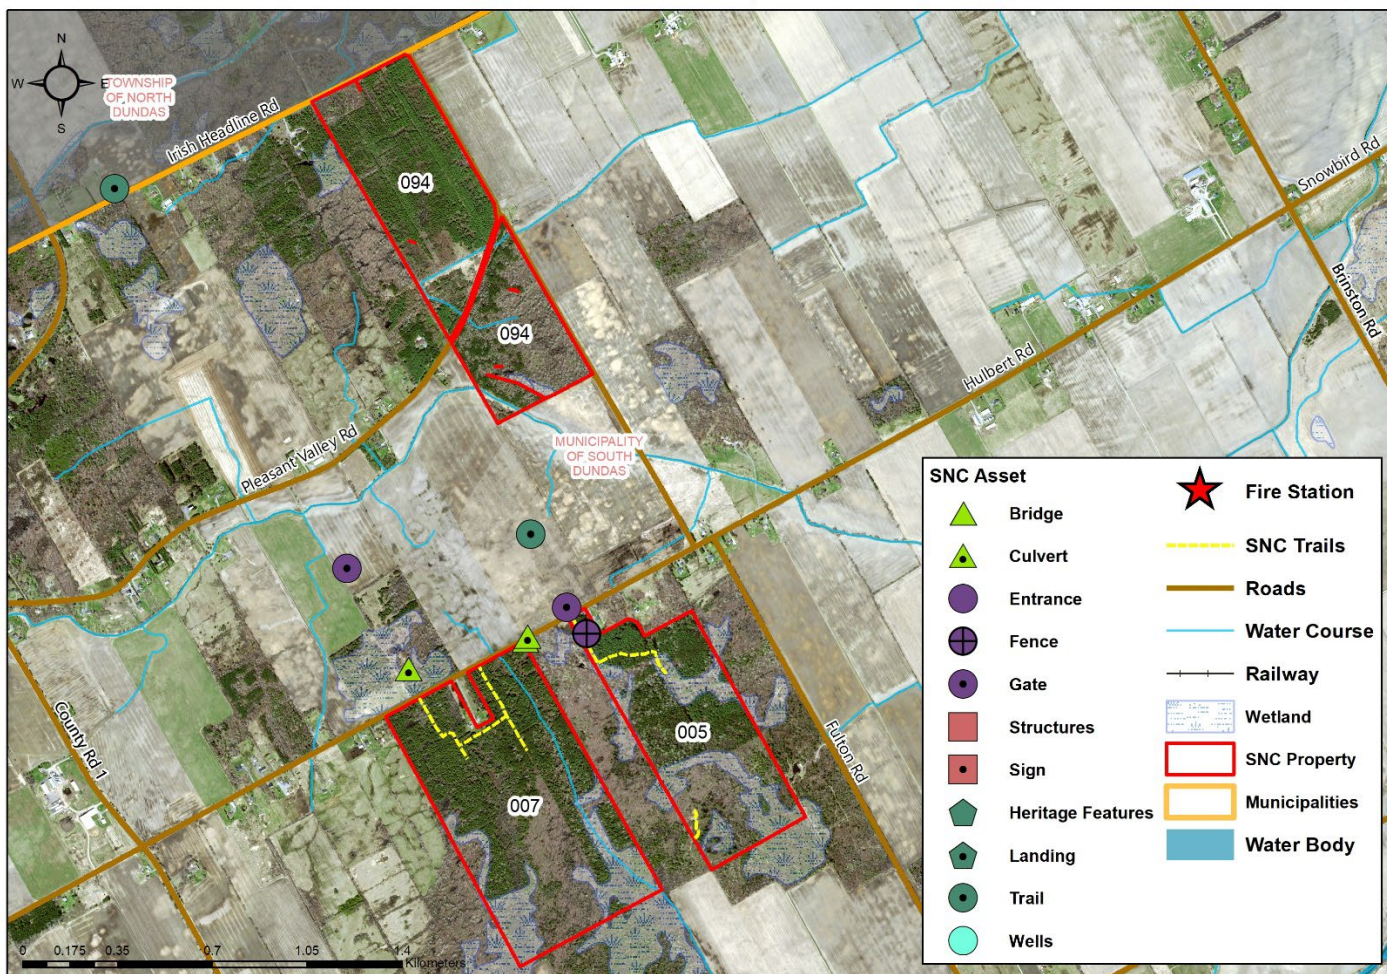 N
W
E
S
TOWNSHIP
OF NORTH
DUNDAS
Irish Headline Rd
094
Snowbird Rd
Brinston Rd
094
Hulbert Rd
Pleasant Valley Rd
MUNICIPALITY
OF SOUTH
DUNDAS
County Rd 1
007
005
Fulton Rd
0 0.175 0.35 0.7 1.05 1.4
Kilometers
SNC Asset
Bridge
Culvert
Entrance
Fence
Gate
Structures
Sign
Heritage Features
Landing
Trail
Wells
Fire Station
SNC Trails
Roads
Water Course
Railway
Wetland
SNC Property
Municipalities
Water Body